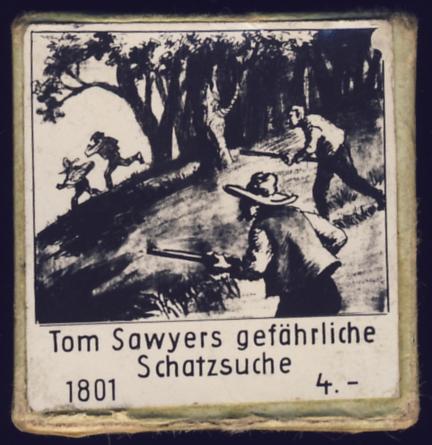 Tom Sawyers gefährliche
Schatzsuche
1801 4.-